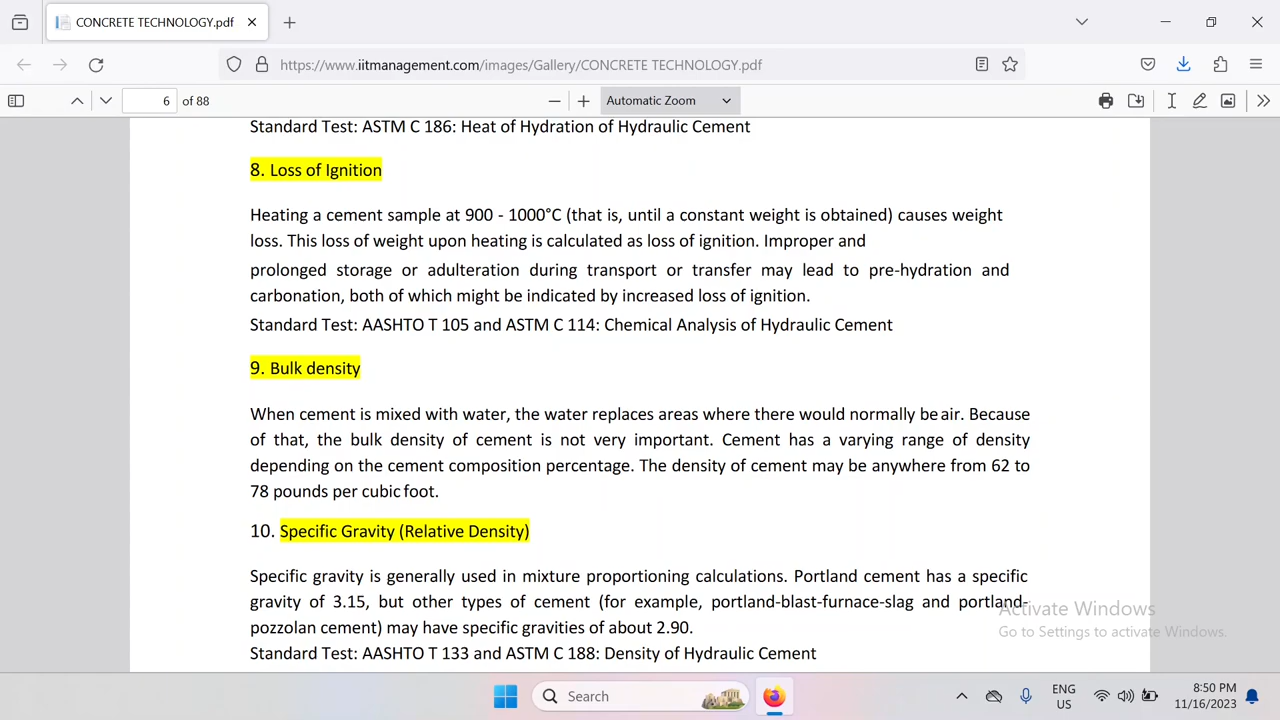 CONCRETE TECHNOLOGY.pdf
https://www.iitmanagement.com/images/Gallery/CONCRETE TECHNOLOGY.pdf
6 of 88
Automatic Zoom
Standard Test: ASTM C 186: Heat of Hydration of Hydraulic Cement
8. Loss of Ignition
Heating a cement sample at 900 - 1000°C (that is, until a constant weight is obtained) causes weight
loss. This loss of weight upon heating is calculated as loss of ignition. Improper and
prolonged storage or adulteration during transport or transfer may lead to pre-hydration and
carbonation, both of which might be indicated by increased loss of ignition.
Standard Test: AASHTO T 105 and ASTM C 114: Chemical Analysis of Hydraulic Cement
9. Bulk density
When cement is mixed with water, the water replaces areas where there would normally be air. Because
of that, the bulk density of cement is not very important. Cement has a varying range of density
depending on the cement composition percentage. The density of cement may be anywhere from 62 to
78 pounds per cubic foot.
10. Specific Gravity (Relative Density)
Specific gravity is generally used in mixture proportioning calculations. Portland cement has a specific
gravity of 3.15, but other types of cement (for example, portland-blast-furnace-slag and portland-
pozzolan cement) may have specific gravities of about 2.90.
Standard Test: AASHTO T 133 and ASTM C 188: Density of Hydraulic Cement
Activate Windows
Go to Settings to activate Windows.
Search
ENG
US
8:50 PM
11/16/2023